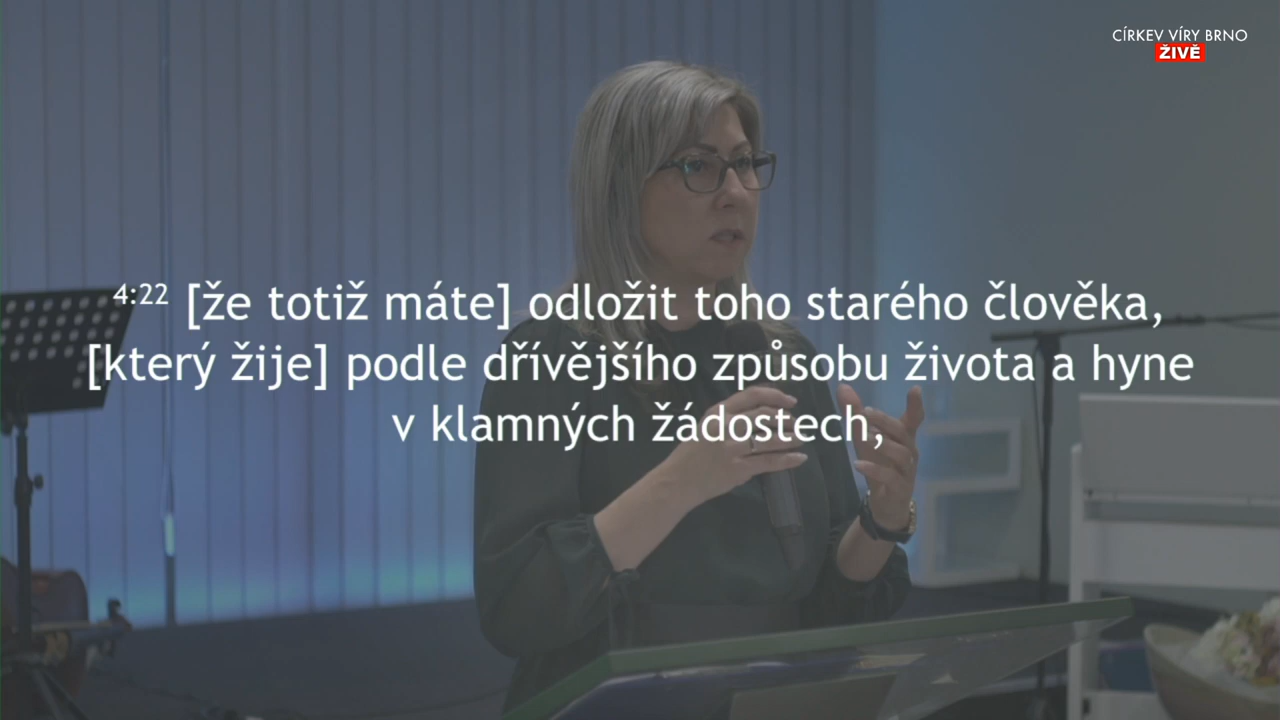 CÍRKEV VÍRY BRNO
ŽIVĚ
4:22 [že totiž máte] odložit toho starého člověka,
[který žije] podle dřívějšího způsobu života a hyne
v klamných žádostech,